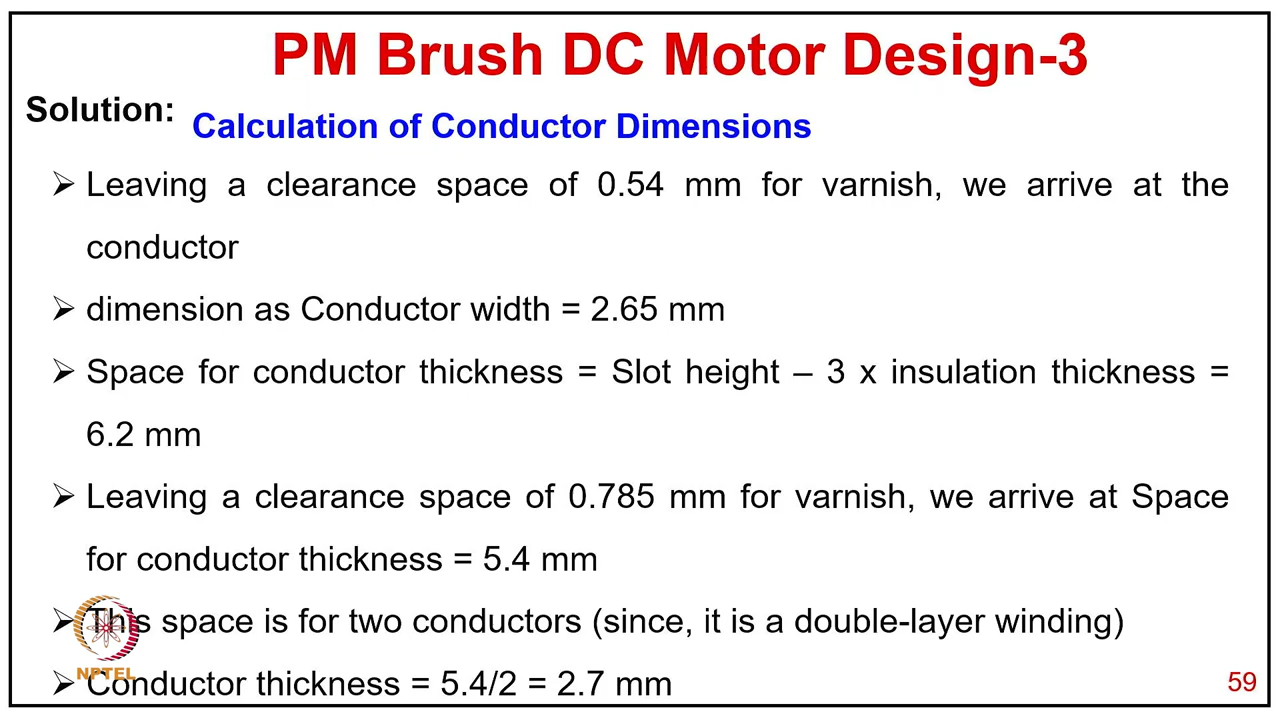 PM Brush DC Motor Design-3
Solution:
Calculation of Conductor Dimensions
➢ Leaving a clearance space of 0.54 mm for varnish, we arrive at the
conductor
➢ dimension as Conductor width = 2.65 mm
➢ Space for conductor thickness = Slot height – 3 x insulation thickness =
6.2 mm
➢ Leaving a clearance space of 0.785 mm for varnish, we arrive at Space
for conductor thickness = 5.4 mm
➢ This space is for two conductors (since, it is a double-layer winding)
NPTEL
➢ Conductor thickness = 5.4/2 = 2.7 mm
59